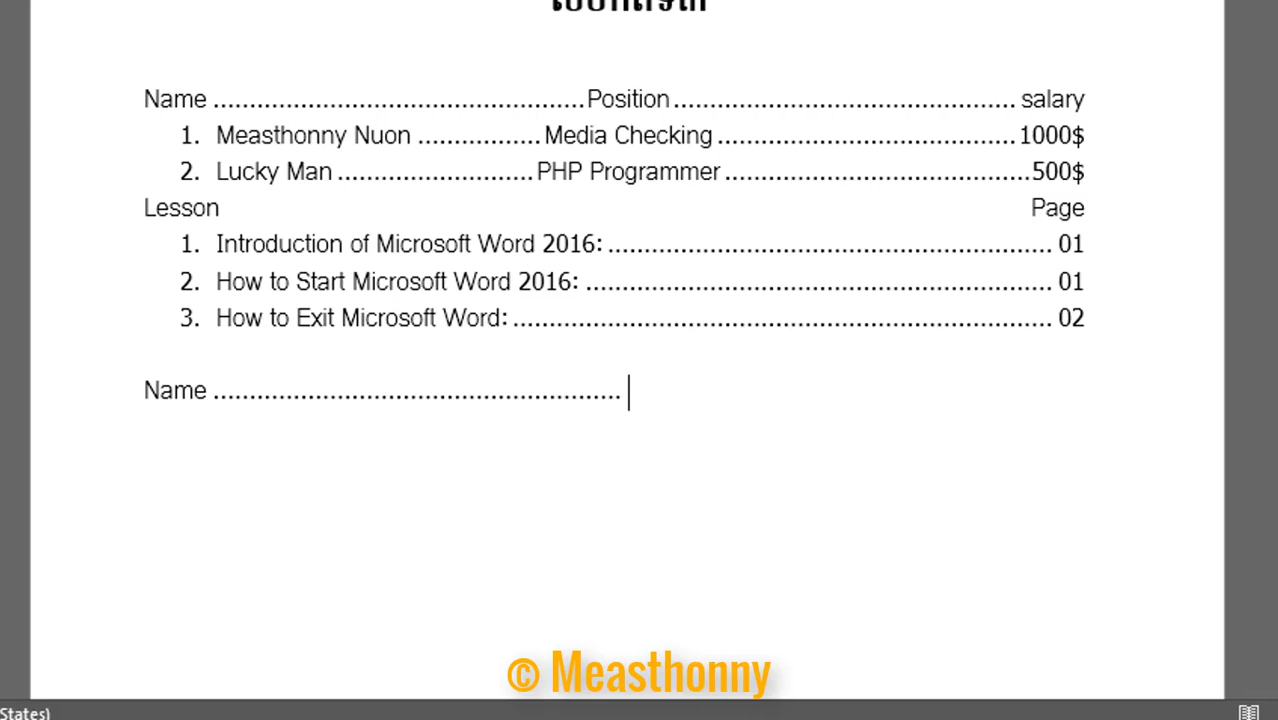 Name ...................................................Position............................................... salary
1. Measthonny Nuon .................Media Checking .........................................1000$
2. Lucky Man ...........................PHP Programmer ..........................................500$
Lesson Page
1. Introduction of Microsoft Word 2016: ............................................................. 01
2. How to Start Microsoft Word 2016: ................................................................ 01
3. How to Exit Microsoft Word: .......................................................................... 02
Name ........................................................
© Measthonny
States)